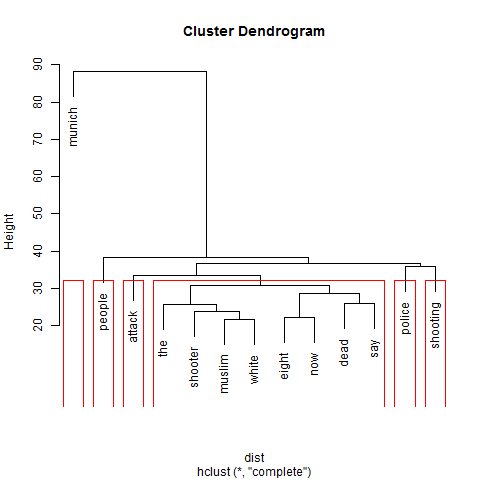 Cluster Dendrogram
Height
90
80
70
60
50
40
30
20
munich
people
attack
the
shooter
muslim
white
eight
now
dead
say
police
shooting
dist
hclust (*, "complete")